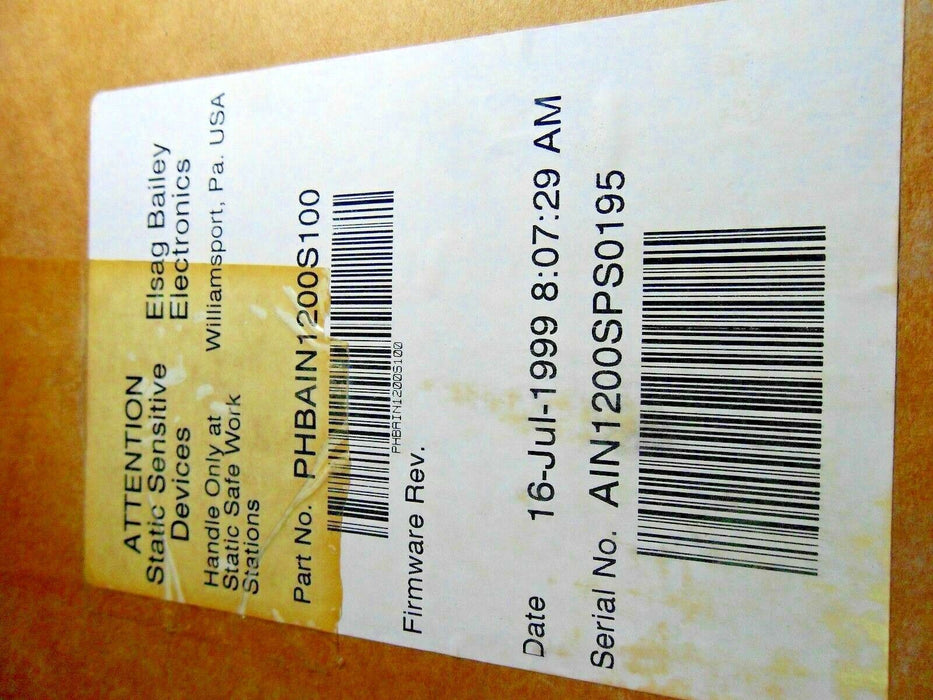 ATTENTION
Static Sensitive
Devices
Handle Only at
Static Safe Work
Stations
Elsag Bailey
Electronics
Williamsport, Pa. USA
Part No. PHBAIN1200S100
PHBAIN1200S100
Firmware Rev.
Date 16-Jul-1999 8:07:29 AM
Serial No. AIN1200SPS0195